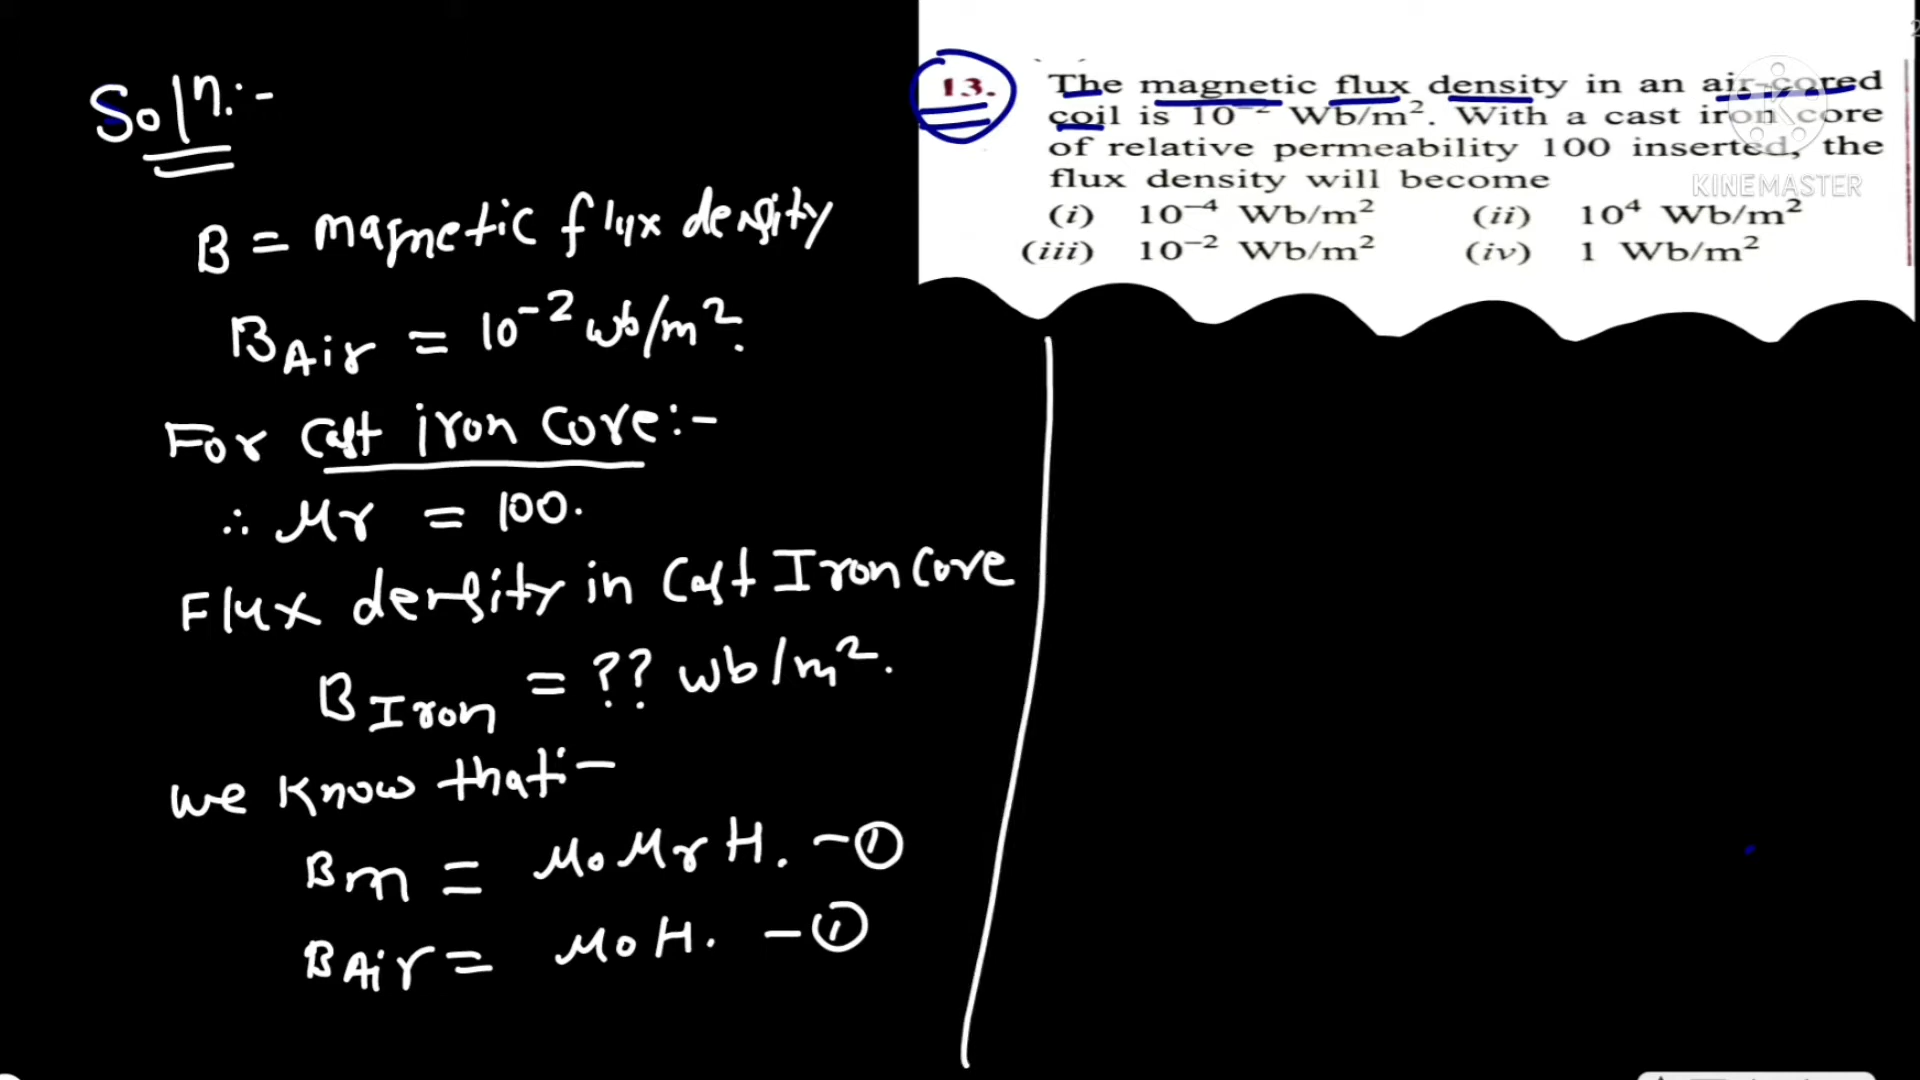 Soln:-
B = magnetic flux density
BAir = 10⁻² wb/m².
For Cast iron Core:-
∴ μr = 100.
Flux density in Cast Iron Core
BIron = ?? wb/m².
we know that:-
Bm = μ₀μrH. -①
BAir = μ₀H. -①
13. The magnetic flux density in an air-cored
coil is 10⁻² Wb/m². With a cast iron core
of relative permeability 100 inserted, the
flux density will become
(i) 10⁻⁴ Wb/m² (ii) 10⁴ Wb/m²
(iii) 10⁻² Wb/m² (iv) 1 Wb/m²
KINEMASTER